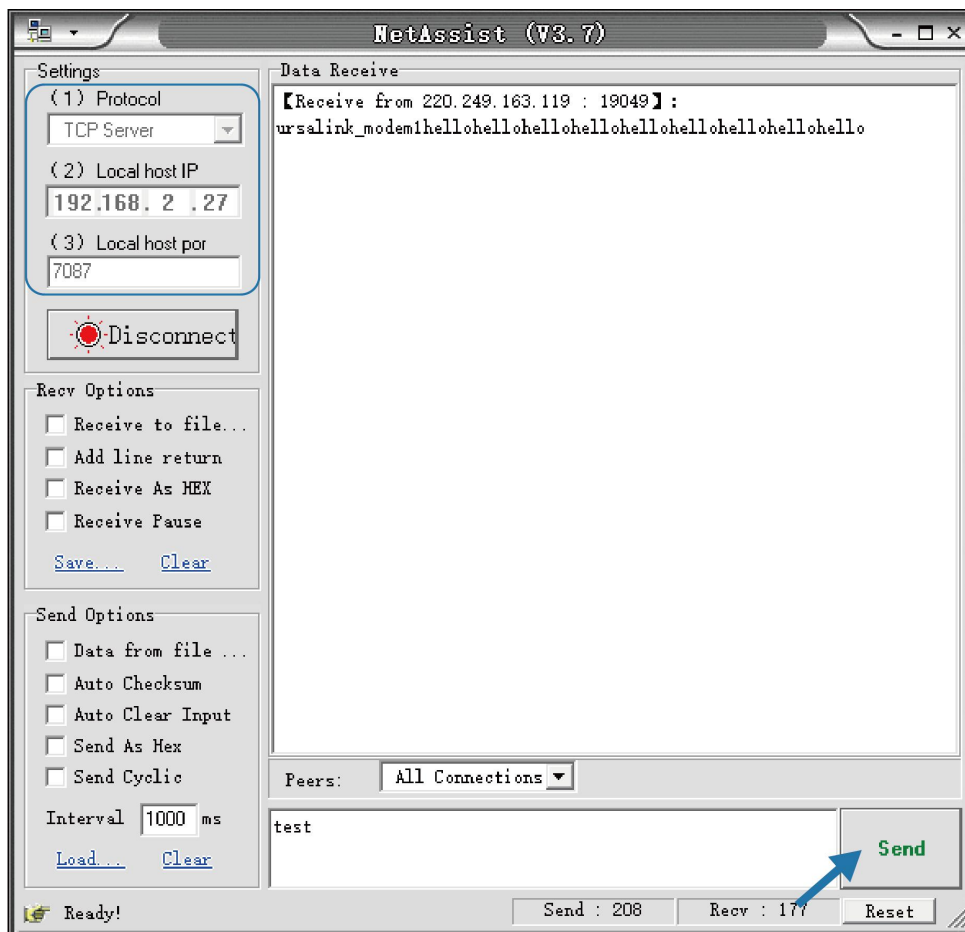 NetAssist (V3.7)
Settings
(1) Protocol
TCP Server
(2) Local host IP
192.168. 2 .27
(3) Local host por
7087
Disconnect
Recv Options
Receive to file...
Add line return
Receive As HEX
Receive Pause
Save... Clear
Send Options
Data from file ...
Auto Checksum
Auto Clear Input
Send As Hex
Send Cyclic
Interval 1000 ms
Load... Clear
Data Receive
【Receive from 220.249.163.119 : 19049】:
ursalink_modem1hellohellohellohellohellohellohellohellohello
Peers: All Connections
test
Send
Ready!
Send : 208 Recv : 177 Reset